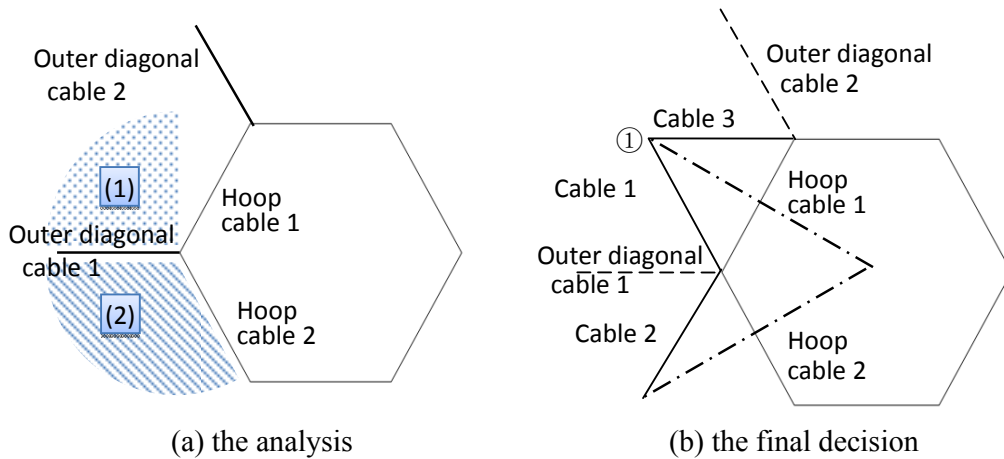 Outer diagonal
cable 2
(1)
Hoop
cable 1
Outer diagonal
cable 1
(2)
Hoop
cable 2
(a) the analysis
Outer diagonal
cable 2
Cable 3
①
Cable 1
Hoop
cable 1
Outer diagonal
cable 1
Cable 2
Hoop
cable 2
(b) the final decision